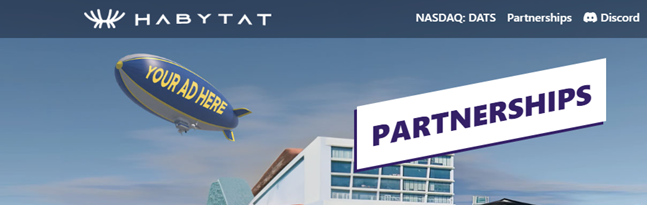 HABYTAT
NASDAQ: DATS Partnerships Discord
YOUR AD HERE
PARTNERSHIPS